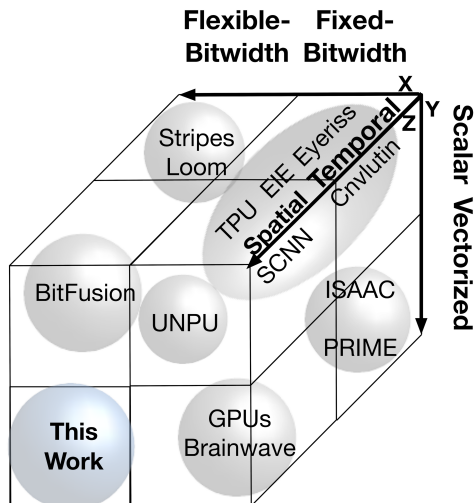 Flexible- Fixed-
Bitwidth Bitwidth
X
Y
Z
Scalar Vectorized
Spatial Temporal
Stripes
Loom
TPU EIE Eyeriss
SCNN Cnvlutin
BitFusion
UNPU
ISAAC
PRIME
This
Work
GPUs
Brainwave